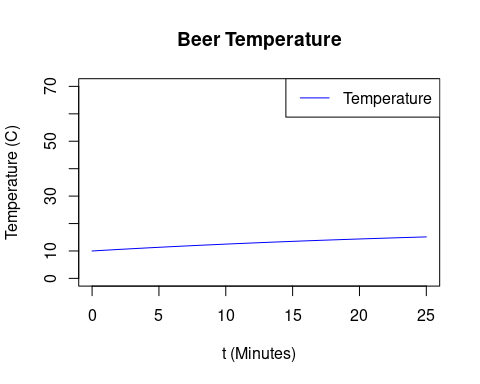 Beer Temperature
Temperature
Temperature (C)
70
50
30
10
0
0 5 10 15 20 25
t (Minutes)